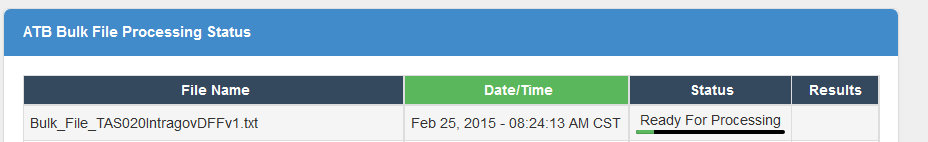 ATB Bulk File Processing Status
File Name Date/Time Status Results
Bulk_File_TAS020IntragovDFFv1.txt Feb 25, 2015 - 08:24:13 AM CST Ready For Processing